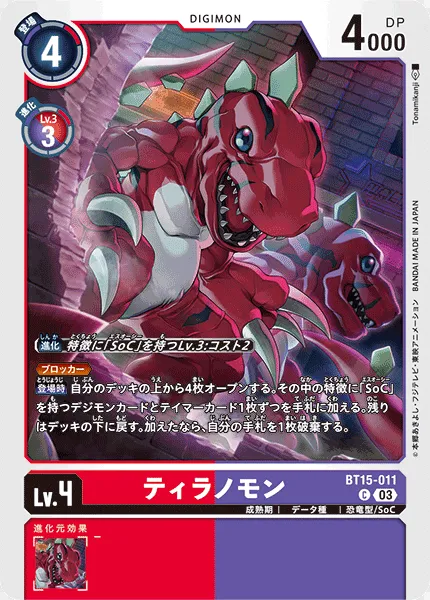 登場
4
DIGIMON
4000
DP
進化
Lv.3
3
Tonamikanji
BANDAI MADE IN JAPAN
©本郷あきよし・フジテレビ・東映アニメーション
進化 特徴に「SoC」を持つLv.3:コスト2
ブロッカー
登場時 自分のデッキの上から4枚オープンする。その中の特徴に「SoC」
を持つデジモンカードとテイマーカード1枚ずつを手札に加える。残り
はデッキの下に戻す。加えたなら、自分の手札を1枚破棄する。
Lv.4
ティラノモン
BT15-011
C 03
成熟期 | データ種 | 恐竜型/SoC
進化元効果
ー